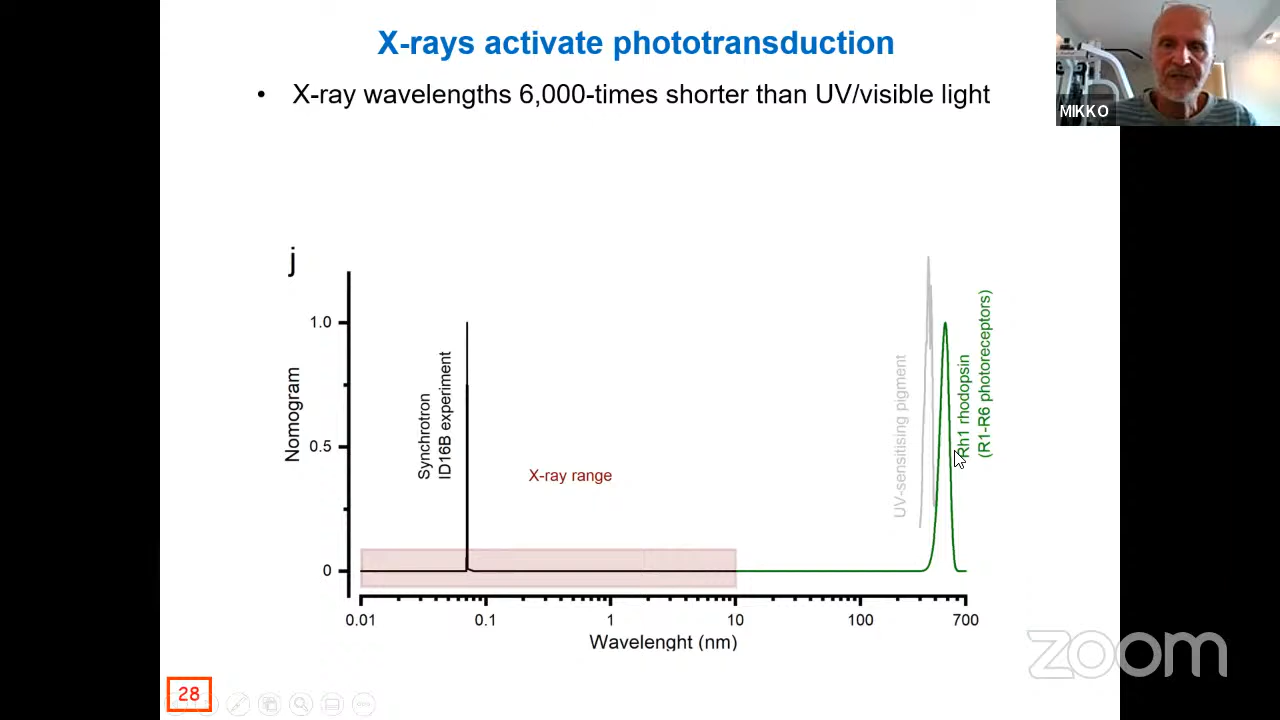 X-rays activate phototransduction
• X-ray wavelengths 6,000-times shorter than UV/visible light
MIKKO
j
1.0
0.5
0
Nomogram
Synchrotron
ID16B experiment
X-ray range
UV-sensitising pigment
Rh1 rhodopsin
(R1-R6 photoreceptors)
0.01
0.1
1
10
100
700
Wavelenght (nm)
28
zoom